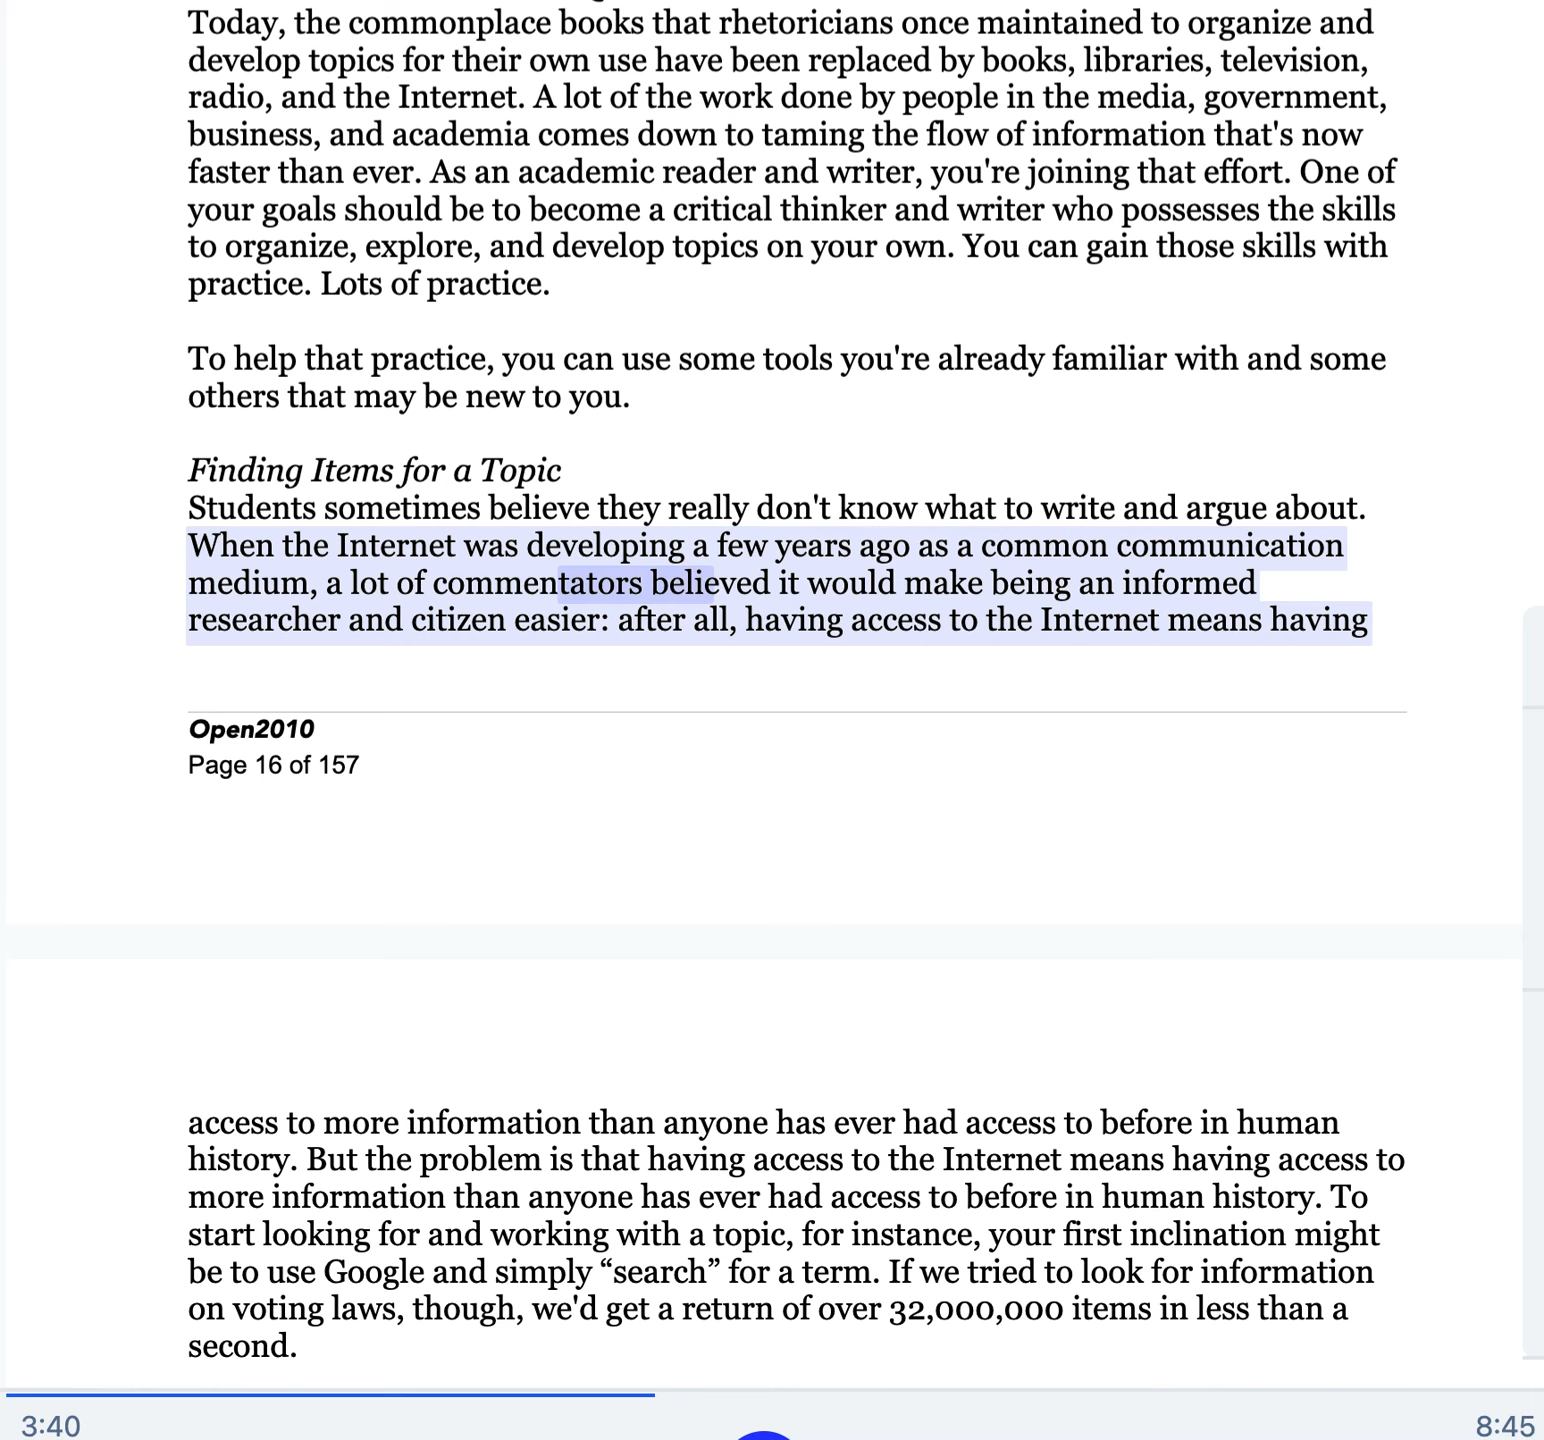 Today, the commonplace books that rhetoricians once maintained to organize and
develop topics for their own use have been replaced by books, libraries, television,
radio, and the Internet. A lot of the work done by people in the media, government,
business, and academia comes down to taming the flow of information that's now
faster than ever. As an academic reader and writer, you're joining that effort. One of
your goals should be to become a critical thinker and writer who possesses the skills
to organize, explore, and develop topics on your own. You can gain those skills with
practice. Lots of practice.
To help that practice, you can use some tools you're already familiar with and some
others that may be new to you.
Finding Items for a Topic
Students sometimes believe they really don't know what to write and argue about.
When the Internet was developing a few years ago as a common communication
medium, a lot of commentators believed it would make being an informed
researcher and citizen easier: after all, having access to the Internet means having
Open2010
Page 16 of 157
access to more information than anyone has ever had access to before in human
history. But the problem is that having access to the Internet means having access to
more information than anyone has ever had access to before in human history. To
start looking for and working with a topic, for instance, your first inclination might
be to use Google and simply “search” for a term. If we tried to look for information
on voting laws, though, we'd get a return of over 32,000,000 items in less than a
second.
3:40
8:45